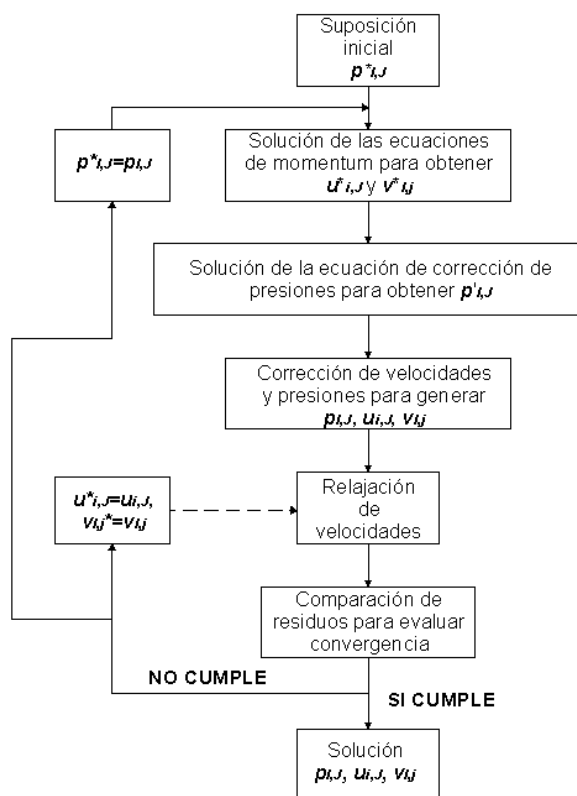 Suposición
inicial
p*I,J
p*I,J=pI,J
Solución de las ecuaciones
de momentum para obtener
u*i,J y v*I,j
Solución de la ecuación de corrección de
presiones para obtener p'I,J
Corrección de velocidades
y presiones para generar
pI,J, ui,J, vI,j
u*i,J=ui,J,
vI,j*=vI,j
Relajación
de
velocidades
Comparación de
residuos para evaluar
convergencia
NO CUMPLE
SI CUMPLE
Solución
pI,J, ui,J, vI,j